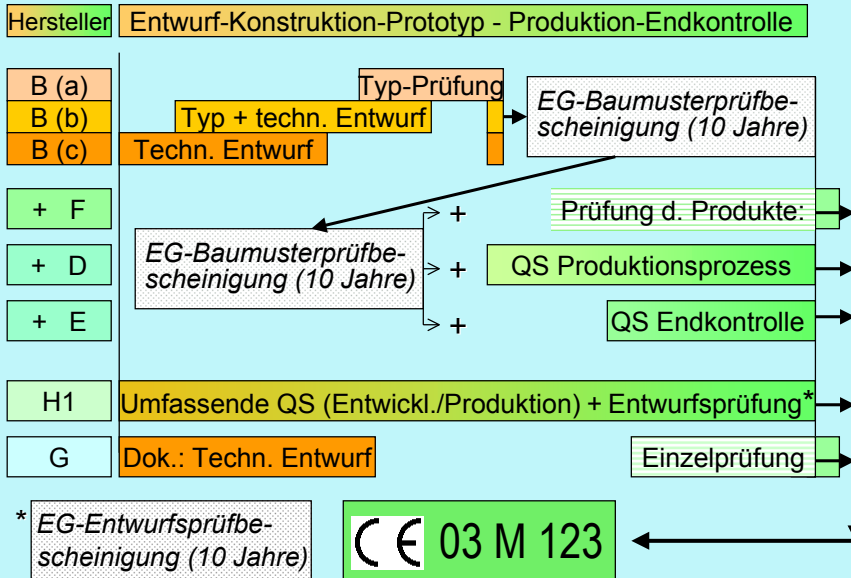 Hersteller Entwurf-Konstruktion-Prototyp - Produktion-Endkontrolle
B (a) Typ-Prüfung
B (b) Typ + techn. Entwurf
B (c) Techn. Entwurf
EG-Baumusterprüfbe-
scheinigung (10 Jahre)
+ F + Prüfung d. Produkte:
EG-Baumusterprüfbe-
scheinigung (10 Jahre)
+ D + QS Produktionsprozess
+ E + QS Endkontrolle
H1 Umfassende QS (Entwickl./Produktion) + Entwurfsprüfung*
G Dok.: Techn. Entwurf Einzelprüfung
* EG-Entwurfsprüfbe-
scheinigung (10 Jahre)
CE 03 M 123